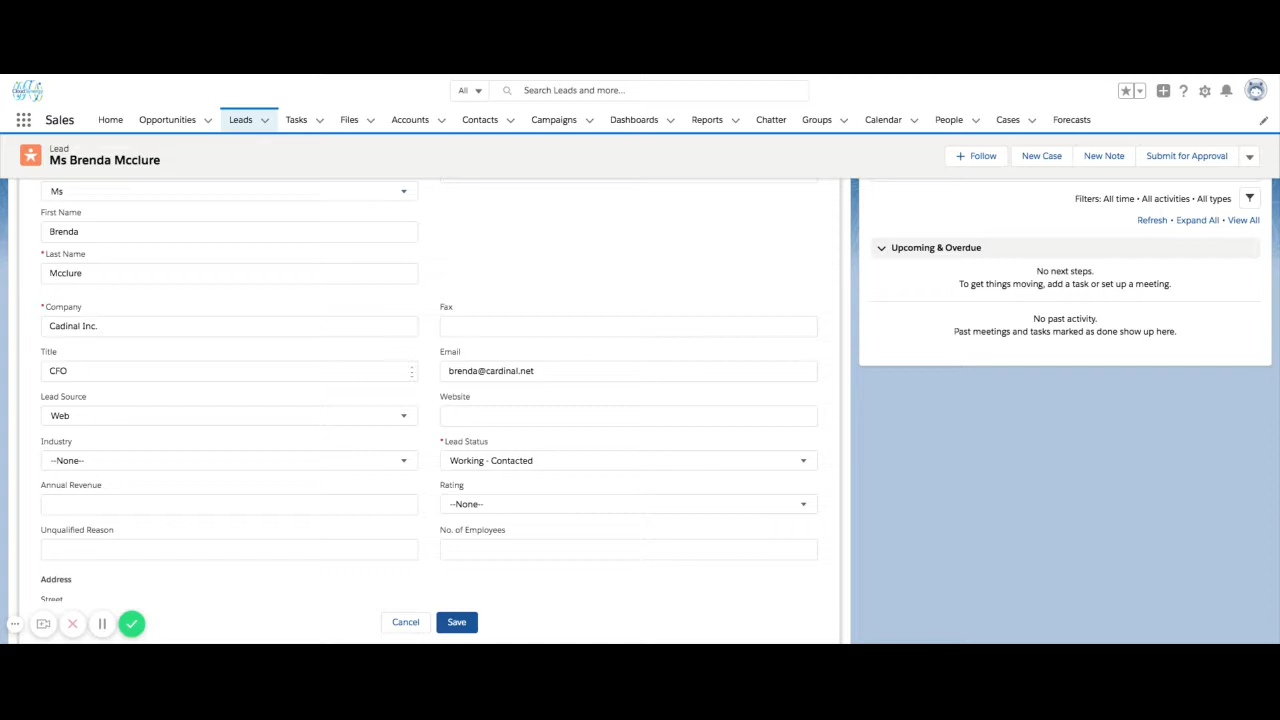 All Search Leads and more...
Sales Home Opportunities Leads Tasks Files Accounts Contacts Campaigns Dashboards Reports Chatter Groups Calendar People Cases Forecasts
Lead
Ms Brenda Mcclure
+ Follow New Case New Note Submit for Approval
Ms
First Name
Brenda
*Last Name
Mcclure
*Company Fax
Cadinal Inc.
Title Email
CFO brenda@cardinal.net
Lead Source Website
Web
Industry *Lead Status
--None-- Working - Contacted
Annual Revenue Rating
--None--
Unqualified Reason No. of Employees
Address
Street
Cancel Save
Filters: All time • All activities • All types
Refresh • Expand All • View All
Upcoming & Overdue
No next steps.
To get things moving, add a task or set up a meeting.
No past activity.
Past meetings and tasks marked as done show up here.